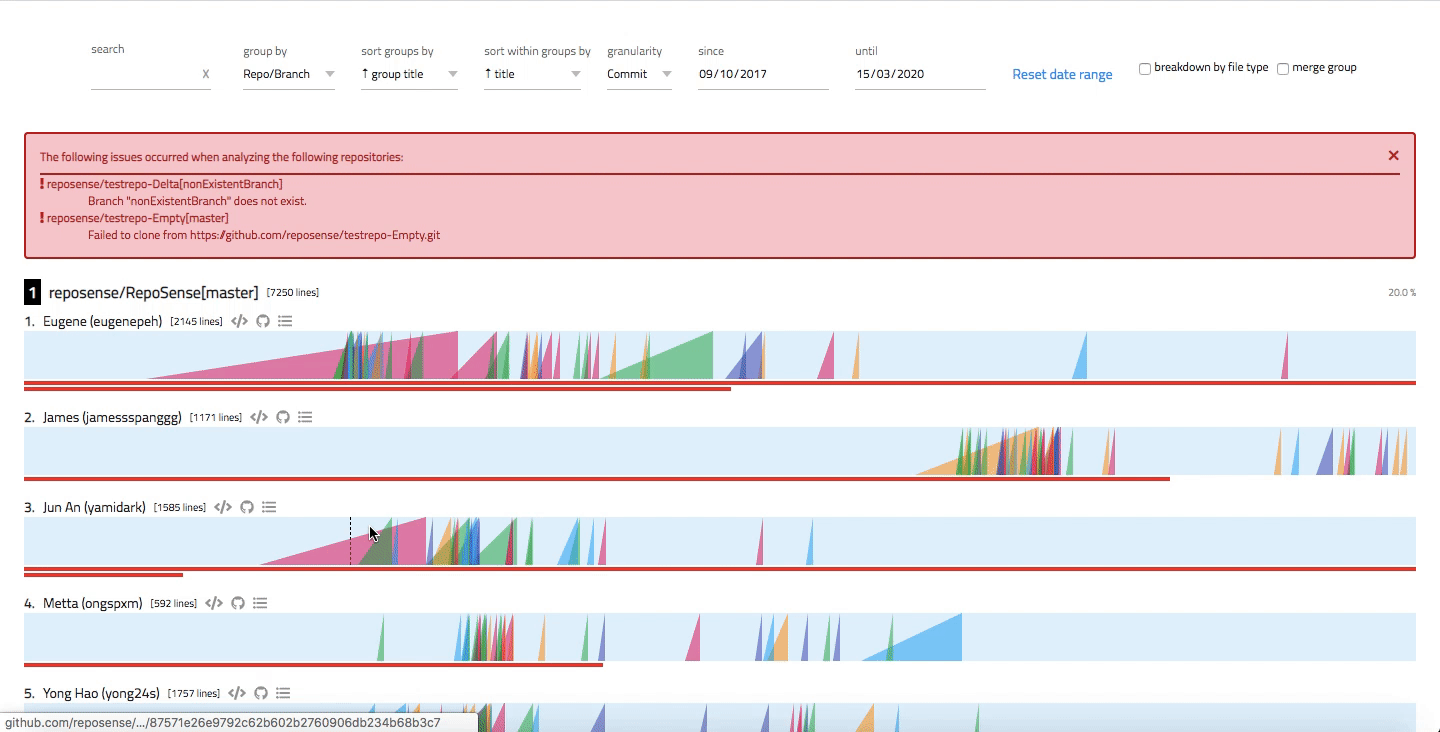 search
group by
sort groups by
sort within groups by
granularity
since
until
X
Repo/Branch
↑ group title
↑ title
Commit
09/10/2017
15/03/2020
Reset date range
breakdown by file type
merge group
The following issues occurred when analyzing the following repositories:
×
! reposense/testrepo-Delta[nonExistentBranch]
Branch "nonExistentBranch" does not exist.
! reposense/testrepo-Empty[master]
Failed to clone from https://github.com/reposense/testrepo-Empty.git
1 reposense/RepoSense[master] [7250 lines] 20.0 %
1. Eugene (eugenepeh) [2145 lines] </>
2. James (jamessspanggg) [1171 lines] </>
3. Jun An (yamidark) [1585 lines] </>
4. Metta (ongspxm) [592 lines] </>
5. Yong Hao (yong24s) [1757 lines] </>
github.com/reposense/.../87571e26e9792c62b602b2760906db234b68b3c7